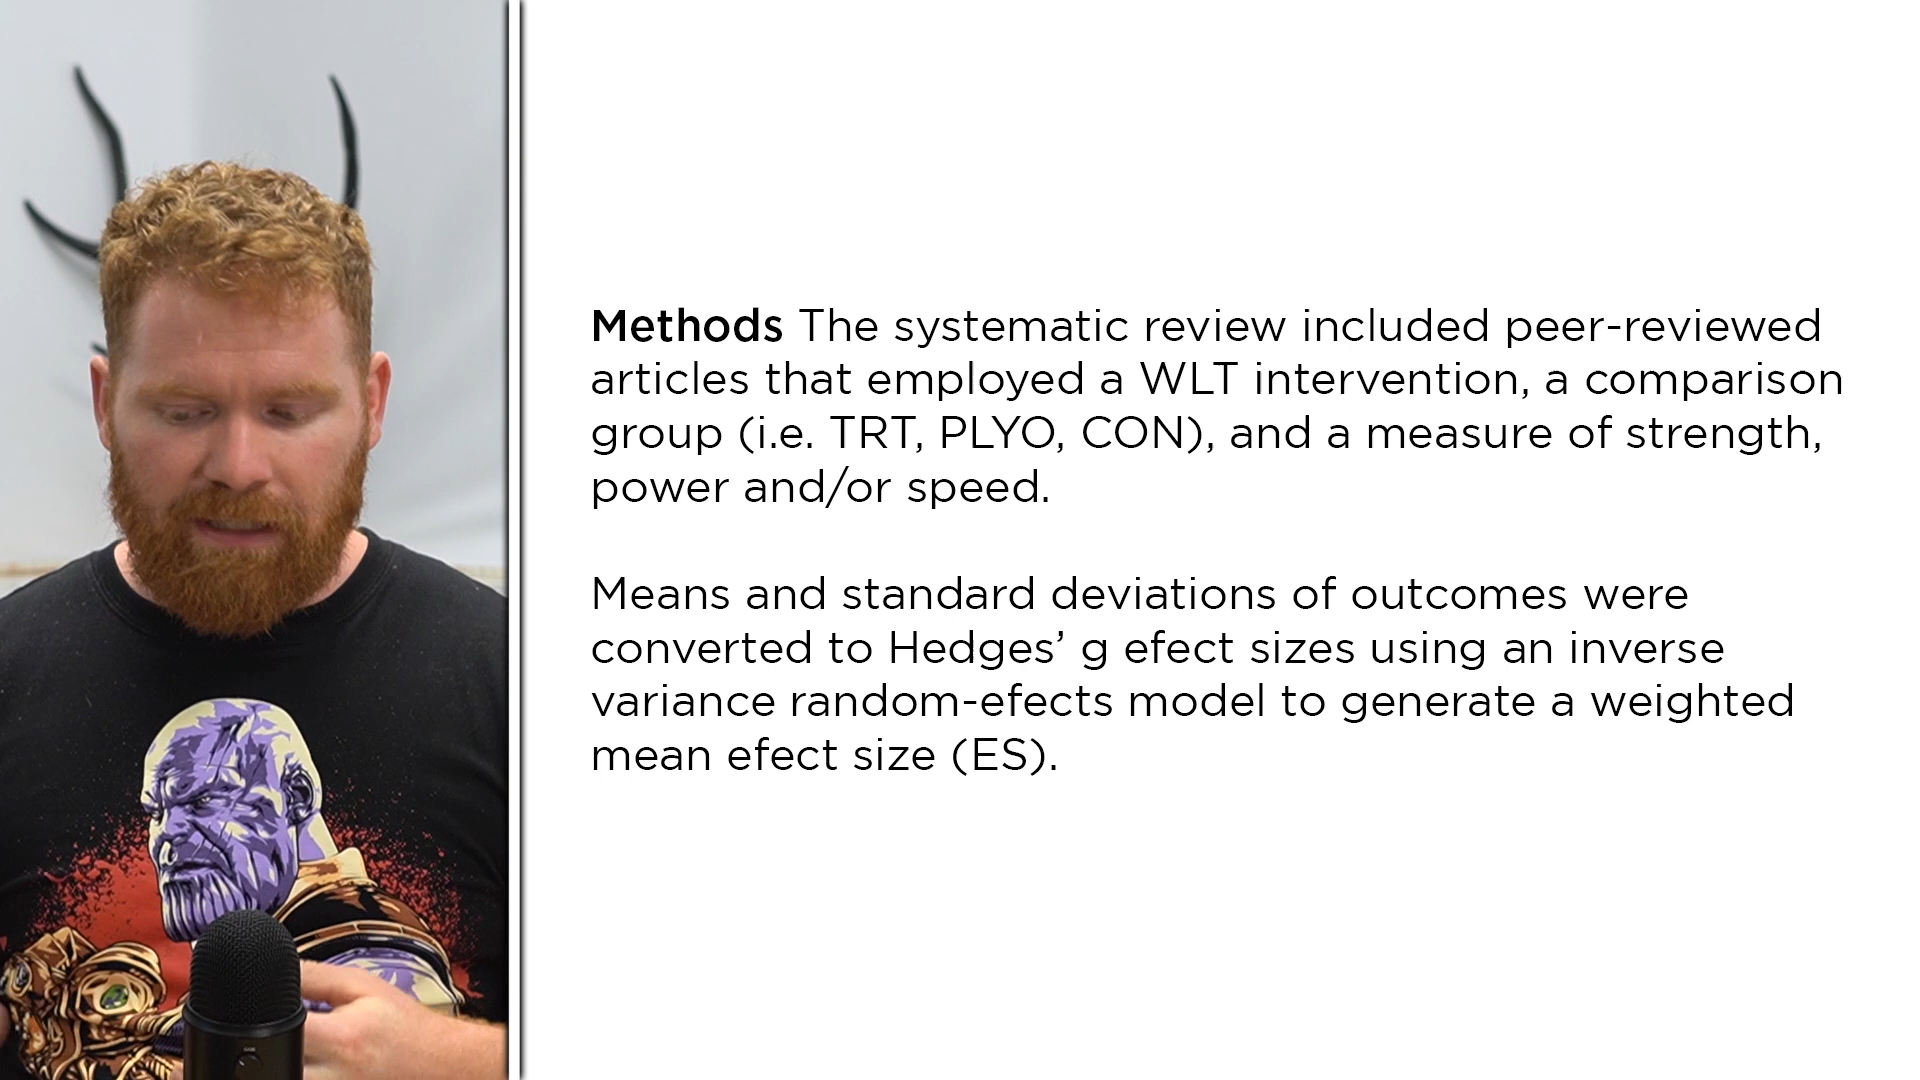 Methods The systematic review included peer-reviewed
articles that employed a WLT intervention, a comparison
group (i.e. TRT, PLYO, CON), and a measure of strength,
power and/or speed.
Means and standard deviations of outcomes were
converted to Hedges’ g efect sizes using an inverse
variance random-efects model to generate a weighted
mean efect size (ES).